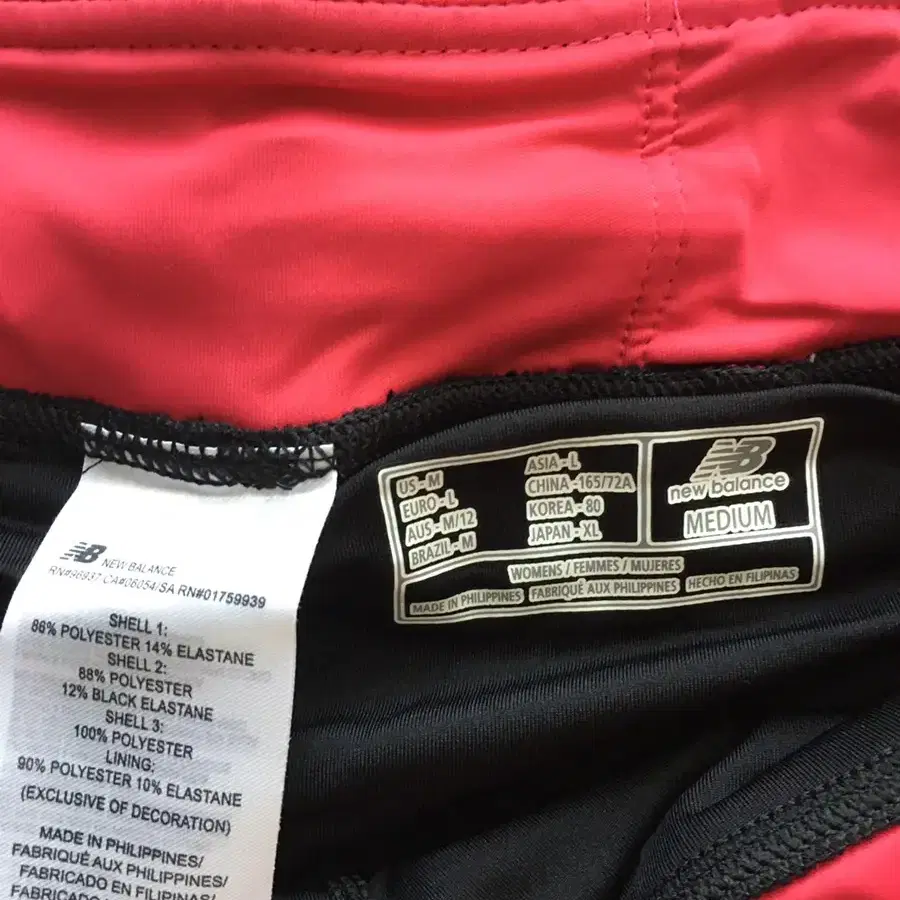 NB NEW BALANCE
RN#96937 CA#06054/SA RN#01759939
SHELL 1:
86% POLYESTER 14% ELASTANE
SHELL 2:
88% POLYESTER
12% BLACK ELASTANE
SHELL 3:
100% POLYESTER
LINING:
90% POLYESTER 10% ELASTANE
(EXCLUSIVE OF DECORATION)
MADE IN PHILIPPINES/
FABRIQUÉ AUX PHILIPPINES/
FABRICADO EN FILIPINAS/
US - M
EURO - L
AUS - M/12
BRAZIL - M
ASIA - L
CHINA - 165/72A
KOREA - 80
JAPAN - XL
NB
new balance
MEDIUM
WOMENS / FEMMES / MUJERES
MADE IN PHILIPPINES FABRIQUÉ AUX PHILIPPINES HECHO EN FILIPINAS